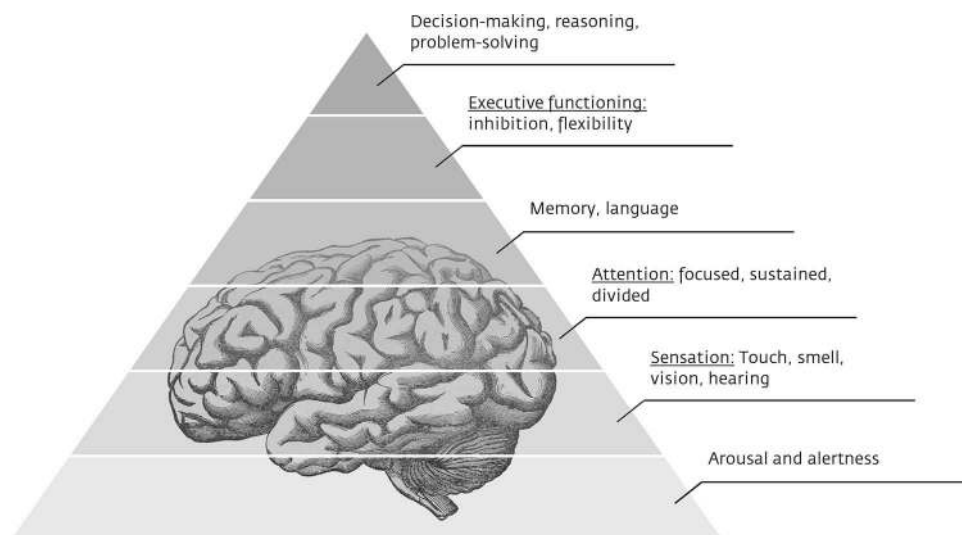 Decision-making, reasoning,
problem-solving
Executive functioning:
inhibition, flexibility
Memory, language
Attention: focused, sustained,
divided
Sensation: Touch, smell,
vision, hearing
Arousal and alertness